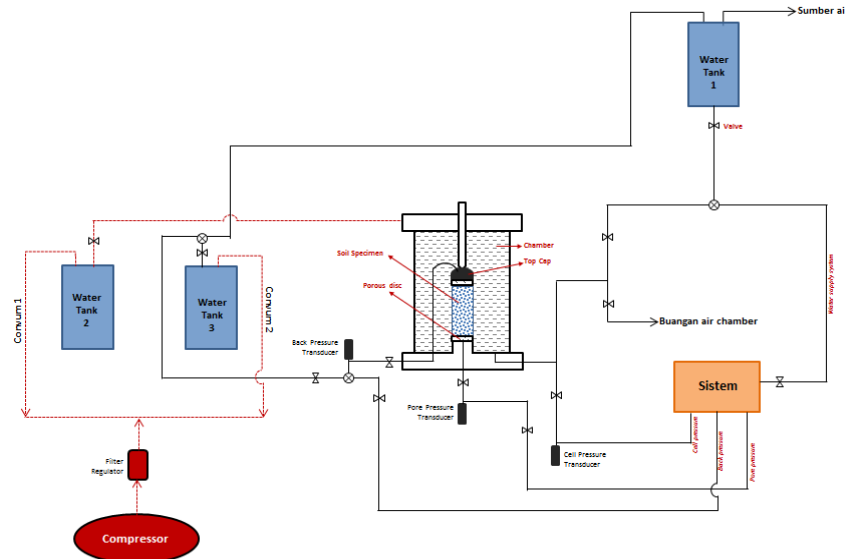 Sumber ai
Water
Tank
1
Valve
Soil Specimen
Chamber
Top Cap
Porous disc
Water
Tank
2
Water
Tank
3
Convum 1
Convum 2
Water supply system
Buangan air chamber
Back Pressure
Transducer
Sistem
Pore Pressure
Transducer
Cell Pressure
Transducer
Cell pressure
Back pressure
Pore pressure
Filter
Regulator
Compressor